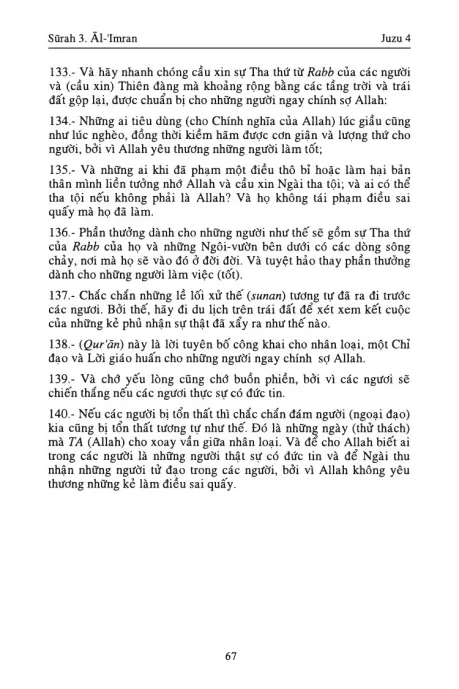 Sūrah 3. Āl-'Imran Juzu 4
133.- Và hãy nhanh chóng cầu xin sự Tha thứ từ Rabb của các người
và (cầu xin) Thiên đàng mà khoảng rộng bằng các tầng trời và trái
đất gộp lại, được chuẩn bị cho những người ngay chính sợ Allah:
134.- Những ai tiêu dùng (cho Chính nghĩa của Allah) lúc giầu cũng
như lúc nghèo, đồng thời kiềm hãm được cơn giận và lượng thứ cho
người, bởi vì Allah yêu thương những người làm tốt;
135.- Và những ai khi đã phạm một điều thô bỉ hoặc làm hại bản
thân mình liền tưởng nhớ Allah và cầu xin Ngài tha tội; và ai có thể
tha tội nếu không phải là Allah? Và họ không tái phạm điều sai
quấy mà họ đã làm.
136.- Phần thưởng dành cho những người như thế sẽ gồm sự Tha thứ
của Rabb của họ và những Ngôi-vườn bên dưới có các dòng sông
chảy, nơi mà họ sẽ vào đó ở đời đời. Và tuyệt hảo thay phần thưởng
dành cho những người làm việc (tốt).
137.- Chắc chắn những lề lối xử thế (sunan) tương tự đã ra đi trước
các ngươi. Bởi thế, hãy đi du lịch trên trái đất để xét xem kết cuộc
của những kẻ phủ nhận sự thật đã xẩy ra như thế nào.
138.- (Qur'ān) này là lời tuyên bố công khai cho nhân loại, một Chỉ
đạo và Lời giáo huấn cho những người ngay chính sợ Allah.
139.- Và chớ yếu lòng cũng chớ buồn phiền, bởi vì các ngươi sẽ
chiến thắng nếu các ngươi thực sự có đức tin.
140.- Nếu các người bị tổn thất thì chắc chắn đám người (ngoại đạo)
kia cũng bị tổn thất tương tự như thế. Đó là những ngày (thử thách)
mà TA (Allah) cho xoay vần giữa nhân loại. Và để cho Allah biết ai
trong các người là những người thật sự có đức tin và để Ngài thu
nhận những người tử đạo trong các người, bởi vì Allah không yêu
thương những kẻ làm điều sai quấy.
67